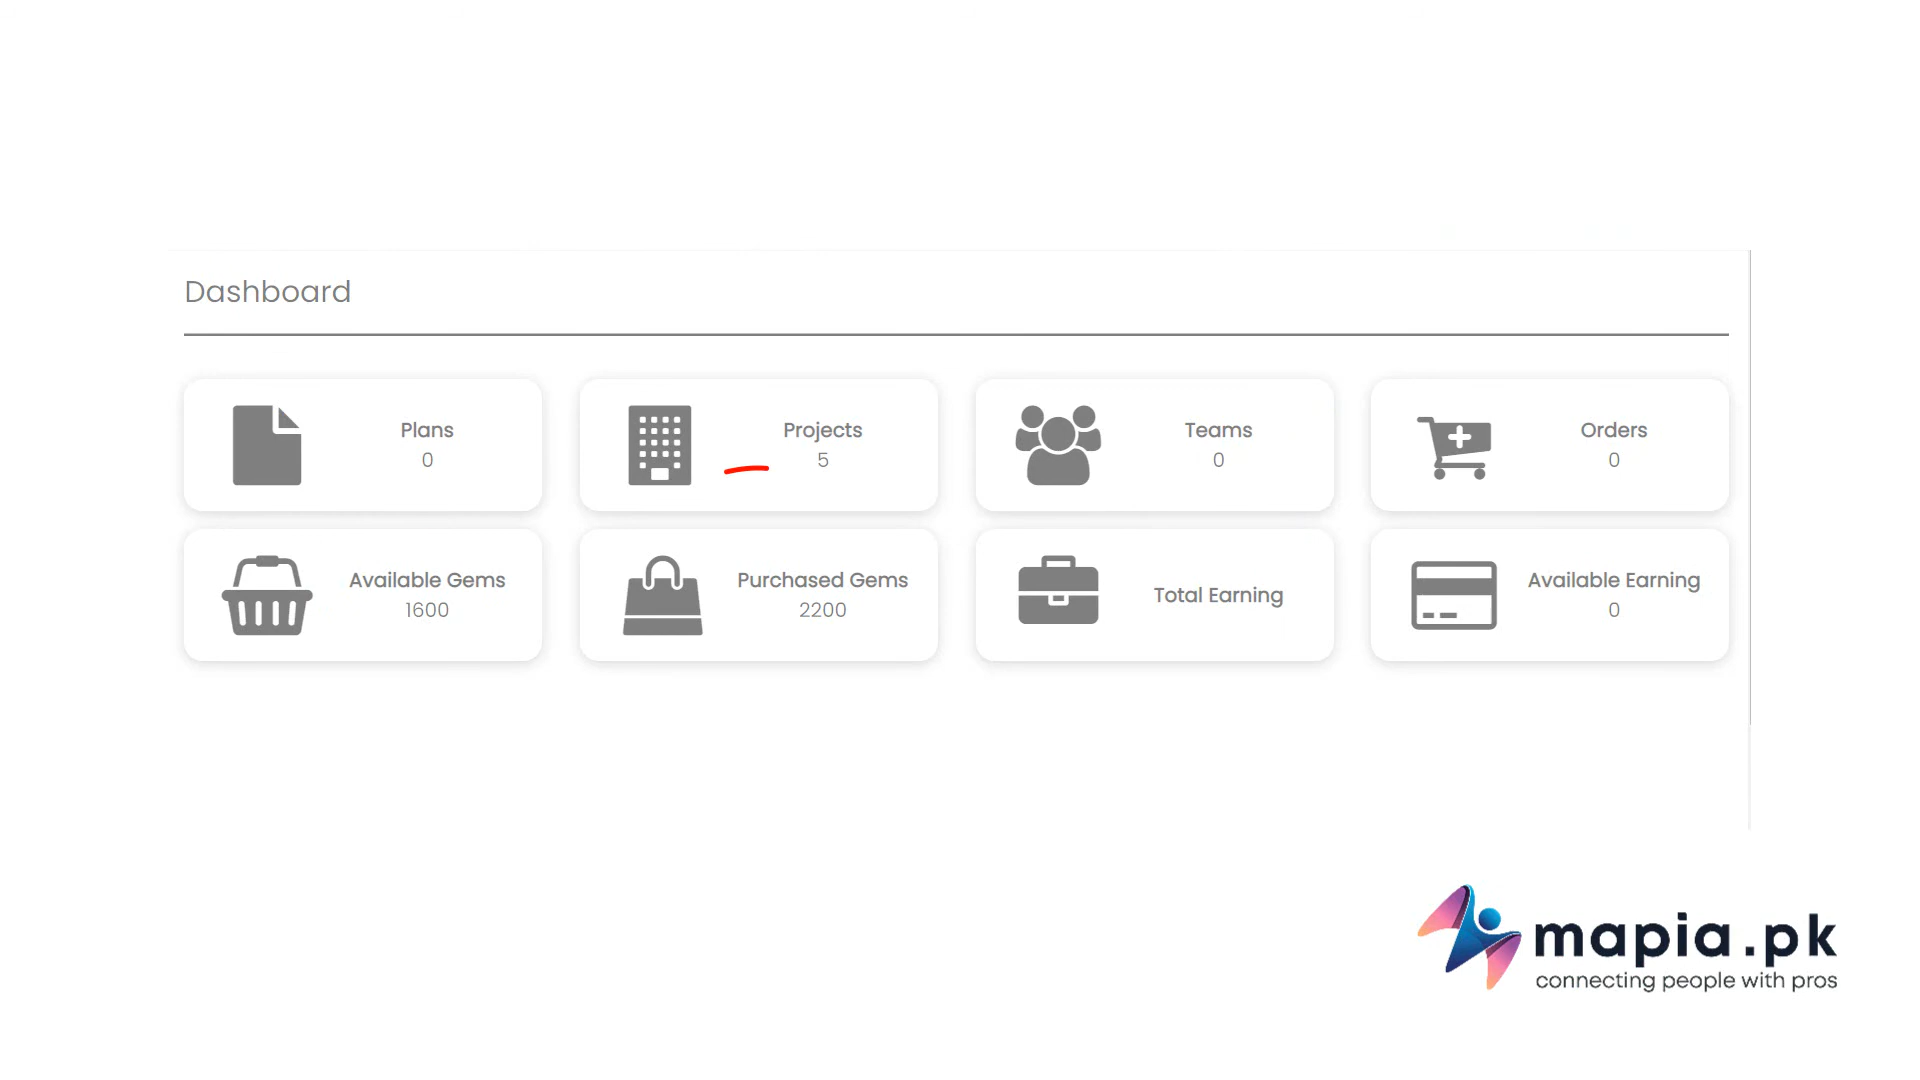 Dashboard
Plans
0
Projects
5
Teams
0
Orders
0
Available Gems
1600
Purchased Gems
2200
Total Earning
Available Earning
0
mapia.pk
connecting people with pros